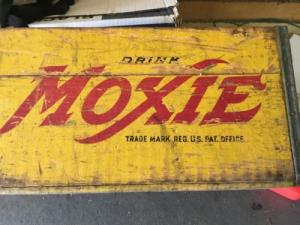 DRINK
MOXIE
TRADE MARK REG. U.S. PAT. OFFICE